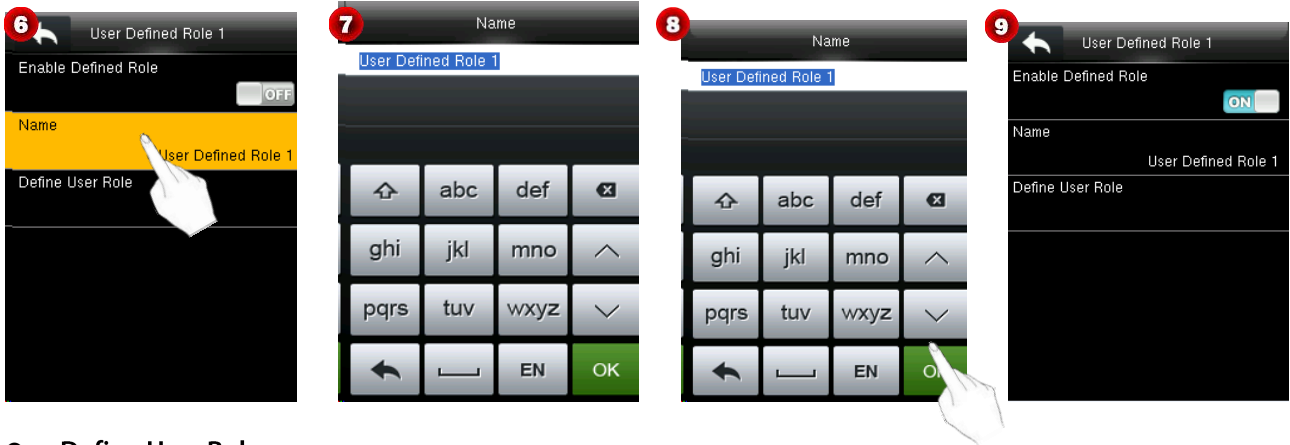 6
User Defined Role 1
Enable Defined Role
OFF
Name
User Defined Role 1
Define User Role
7
Name
User Defined Role 1
abc def
ghi jkl mno
pqrs tuv wxyz
EN OK
8
Name
User Defined Role 1
abc def
ghi jkl mno
pqrs tuv wxyz
EN
9
User Defined Role 1
Enable Defined Role
ON
Name
User Defined Role 1
Define User Role